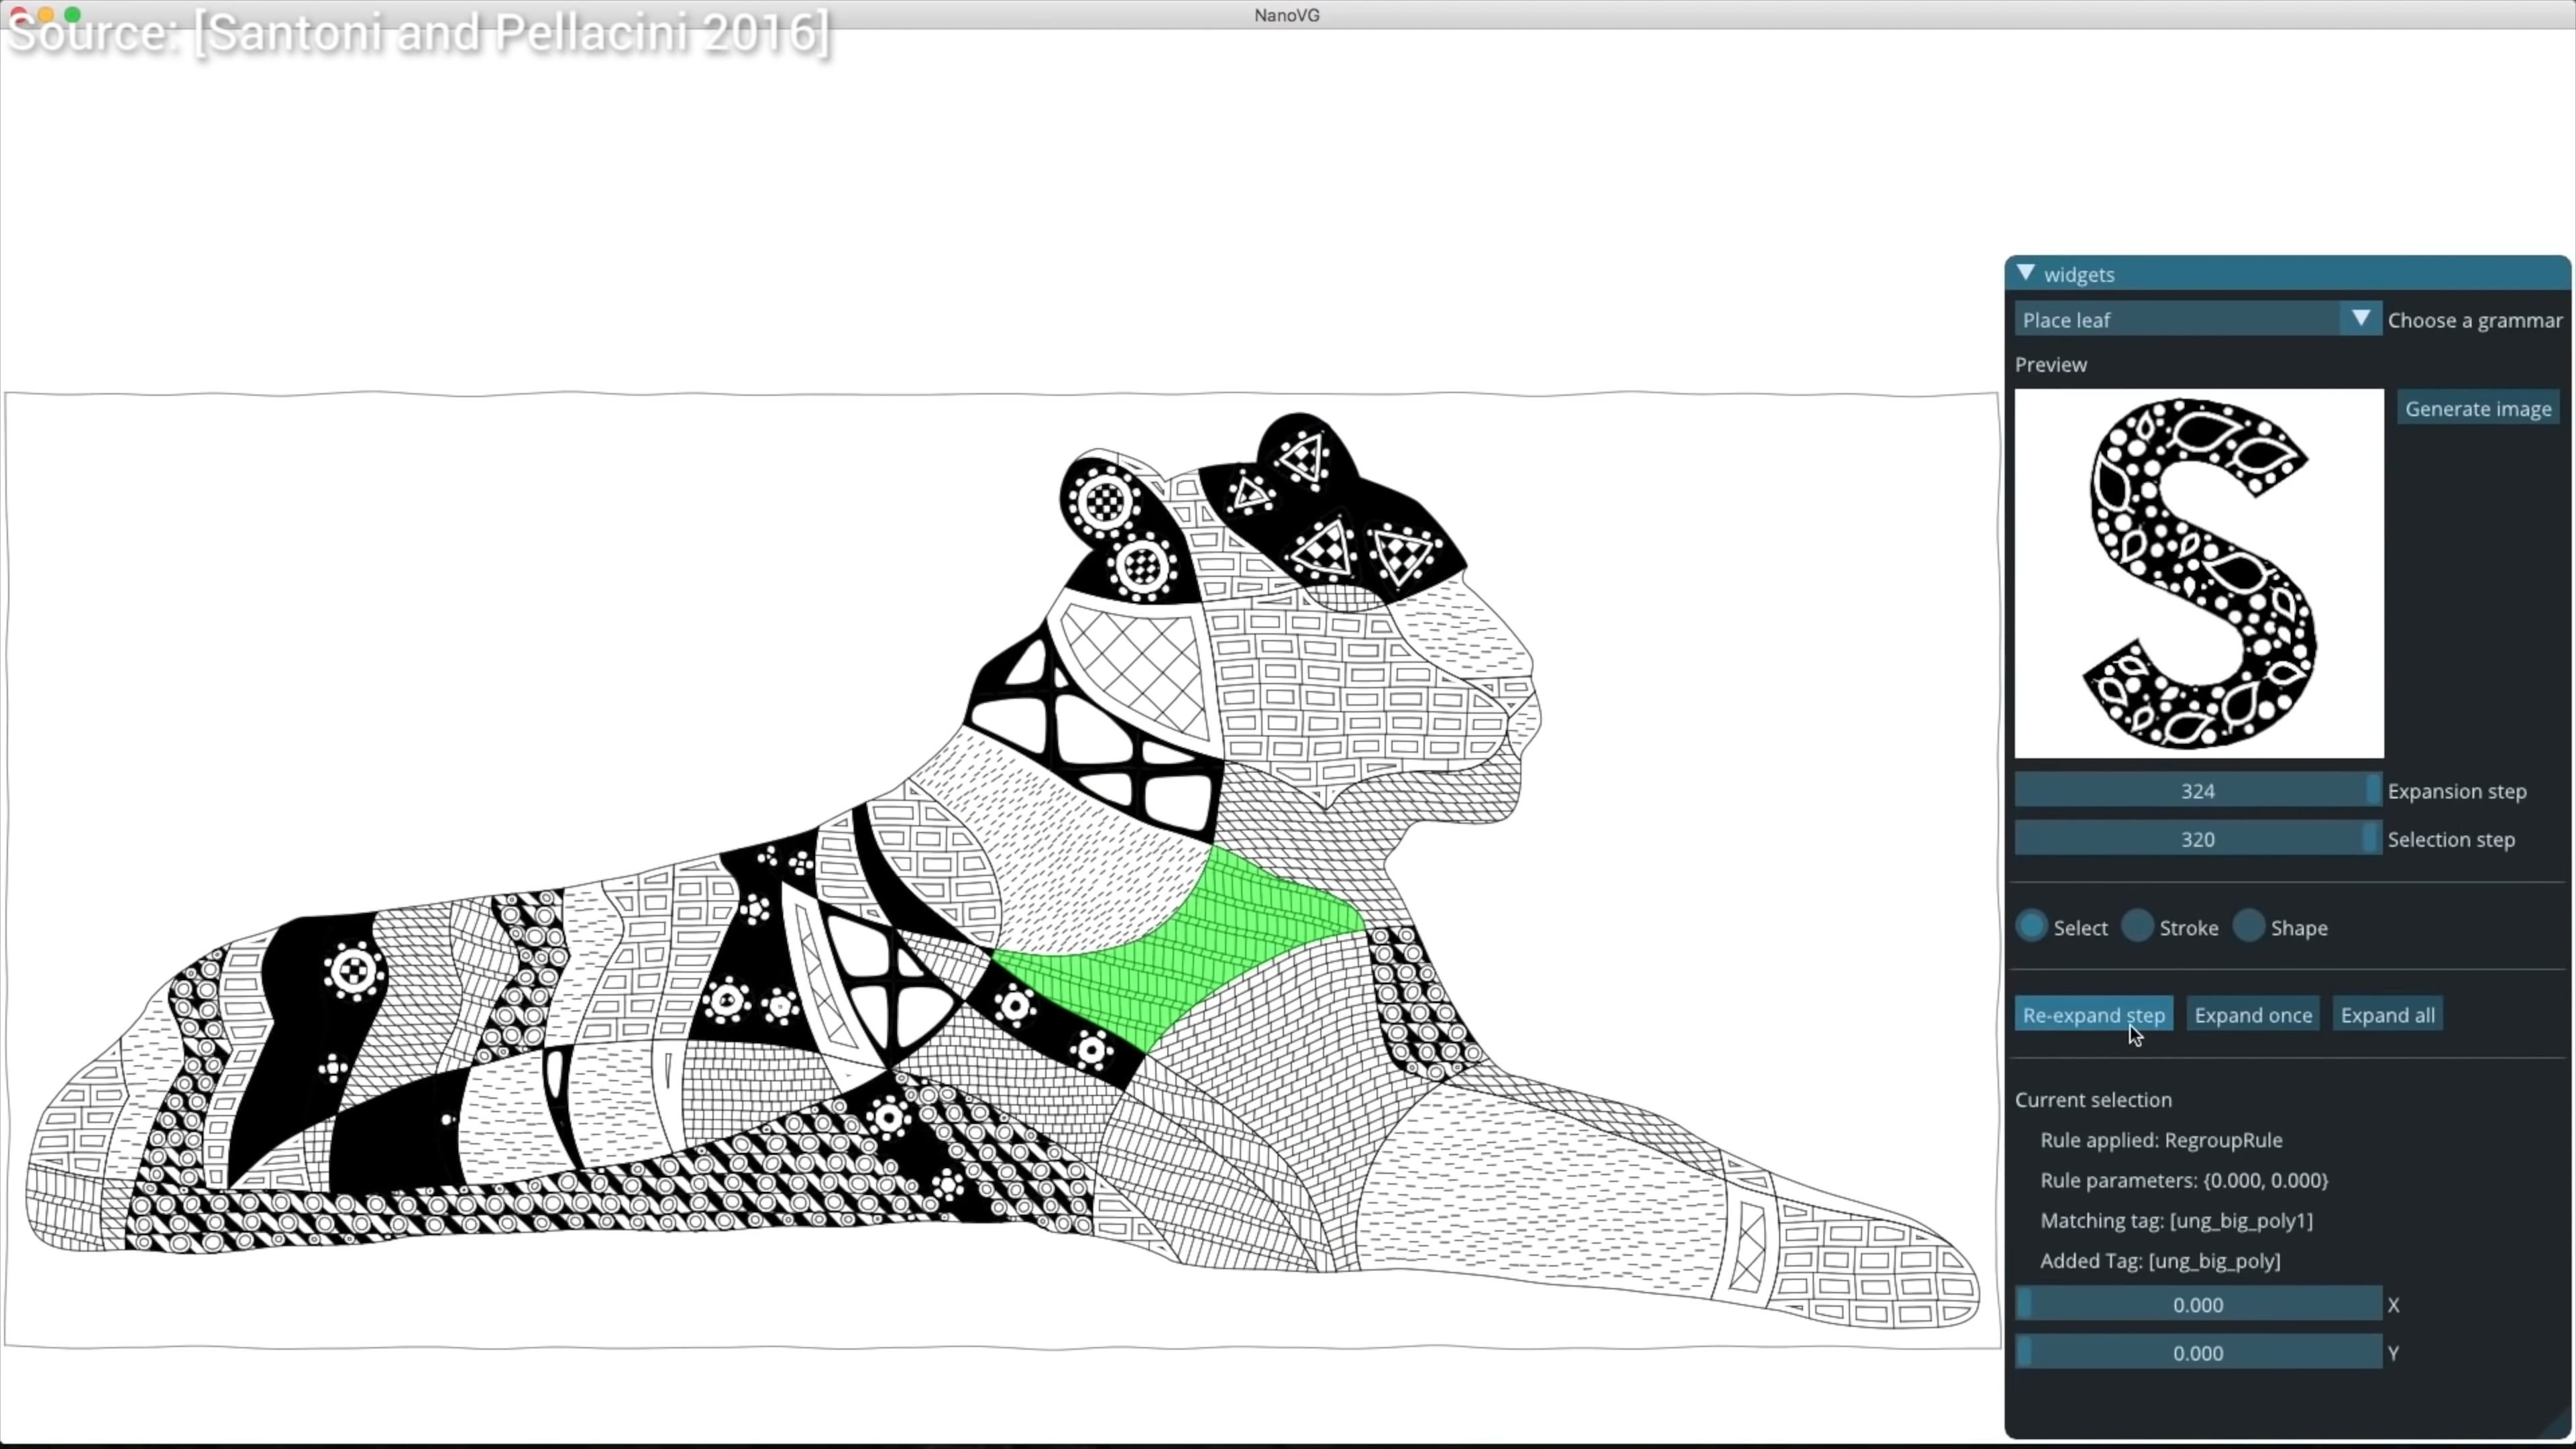 NanoVG
Source: [Santoni and Pellacini 2016]
widgets
Place leaf
Choose a grammar
Preview
Generate image
324
Expansion step
320
Selection step
Select
Stroke
Shape
Re-expand step
Expand once
Expand all
Current selection
Rule applied: RegroupRule
Rule parameters: {0.000, 0.000}
Matching tag: [ung_big_poly1]
Added Tag: [ung_big_poly]
0.000
X
0.000
Y